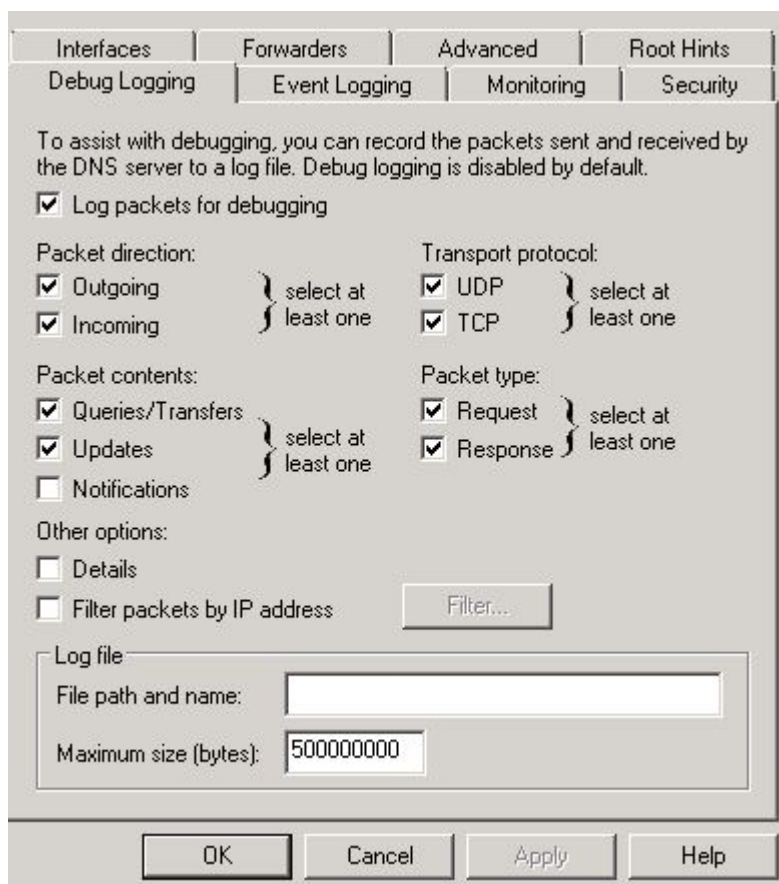 Interfaces Forwarders Advanced Root Hints
Debug Logging Event Logging Monitoring Security
To assist with debugging, you can record the packets sent and received by
the DNS server to a log file. Debug logging is disabled by default.
Log packets for debugging
Packet direction:
Outgoing
Incoming
select at
least one
Transport protocol:
UDP
TCP
select at
least one
Packet contents:
Queries/Transfers
Updates
Notifications
select at
least one
Packet type:
Request
Response
select at
least one
Other options:
Details
Filter packets by IP address Filter...
Log file
File path and name:
Maximum size (bytes): 500000000
OK Cancel Apply Help